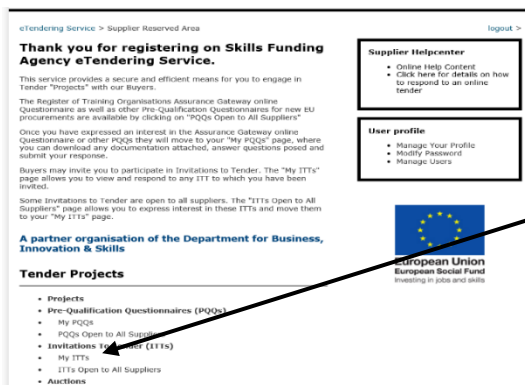 eTendering Service > Supplier Reserved Area
logout >
Thank you for registering on Skills Funding
Agency eTendering Service.
This service provides a secure and efficient means for you to engage in
Tender "Projects" with our Buyers.
The Register of Training Organisations Assurance Gateway online
Questionnaire as well as other Pre-Qualification Questionnaires for new EU
procurements are available by clicking on "PQQs Open to All Suppliers"
Once you have expressed an interest in the Assurance Gateway online
Questionnaire or other PQQs they will move to your "My PQQs" page, where
you can download any documentation attached, answer questions posed and
submit your response.
Buyers may invite you to participate in Invitations to Tender. The "My ITTs"
page allows you to view and respond to any ITT to which you have been
invited.
Some Invitations to Tender are open to all suppliers. The "ITTs Open to All
Suppliers" page allows you to express interest in these ITTs and move them
to your "My ITTs" page.
A partner organisation of the Department for Business,
Innovation & Skills
Tender Projects
• Projects
• Pre-Qualification Questionnaires (PQQs)
• My PQQs
• PQQs Open to All Suppliers
• Invitations To Tender (ITTs)
• My ITTs
• ITTs Open to All Suppliers
• Auctions
Supplier Helpcenter
• Online Help Content
• Click here for details on how
to respond to an online
tender
User profile
• Manage Your Profile
• Modify Password
• Manage Users
European Union
European Social Fund
Investing in jobs and skills